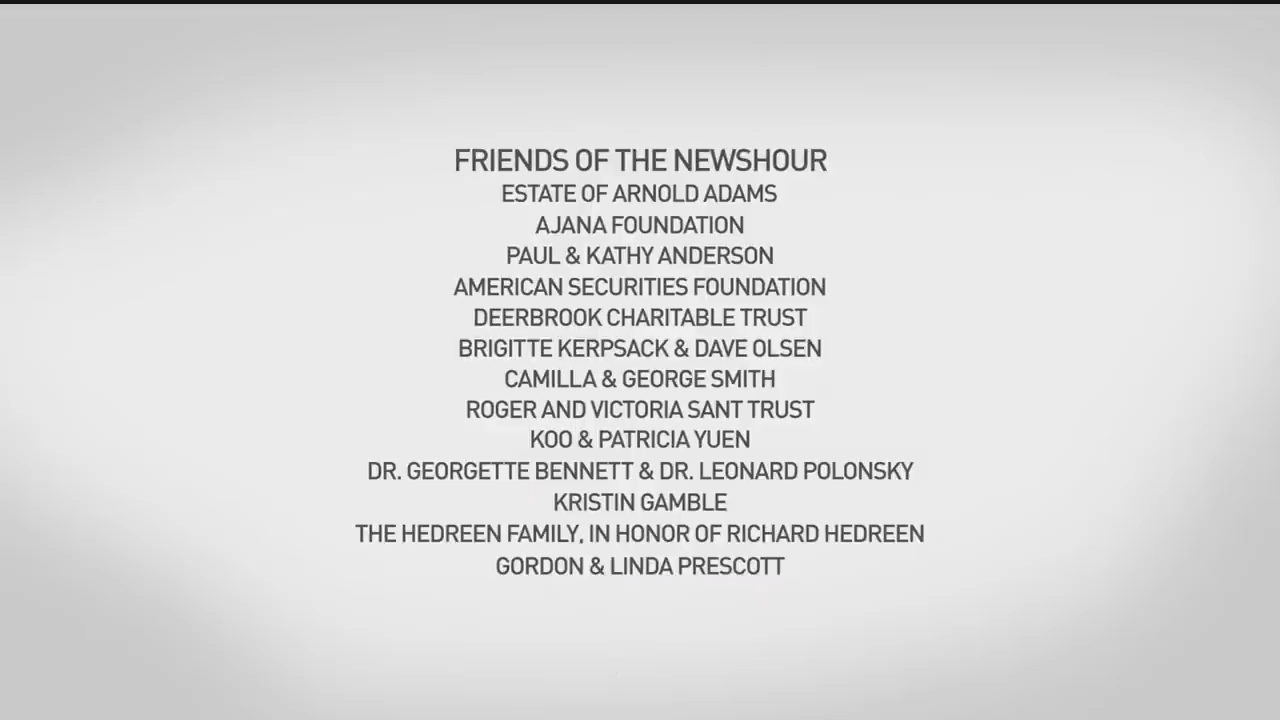 FRIENDS OF THE NEWSHOUR
ESTATE OF ARNOLD ADAMS
AJANA FOUNDATION
PAUL & KATHY ANDERSON
AMERICAN SECURITIES FOUNDATION
DEERBROOK CHARITABLE TRUST
BRIGITTE KERPSACK & DAVE OLSEN
CAMILLA & GEORGE SMITH
ROGER AND VICTORIA SANT TRUST
KOO & PATRICIA YUEN
DR. GEORGETTE BENNETT & DR. LEONARD POLONSKY
KRISTIN GAMBLE
THE HEDREEN FAMILY, IN HONOR OF RICHARD HEDREEN
GORDON & LINDA PRESCOTT